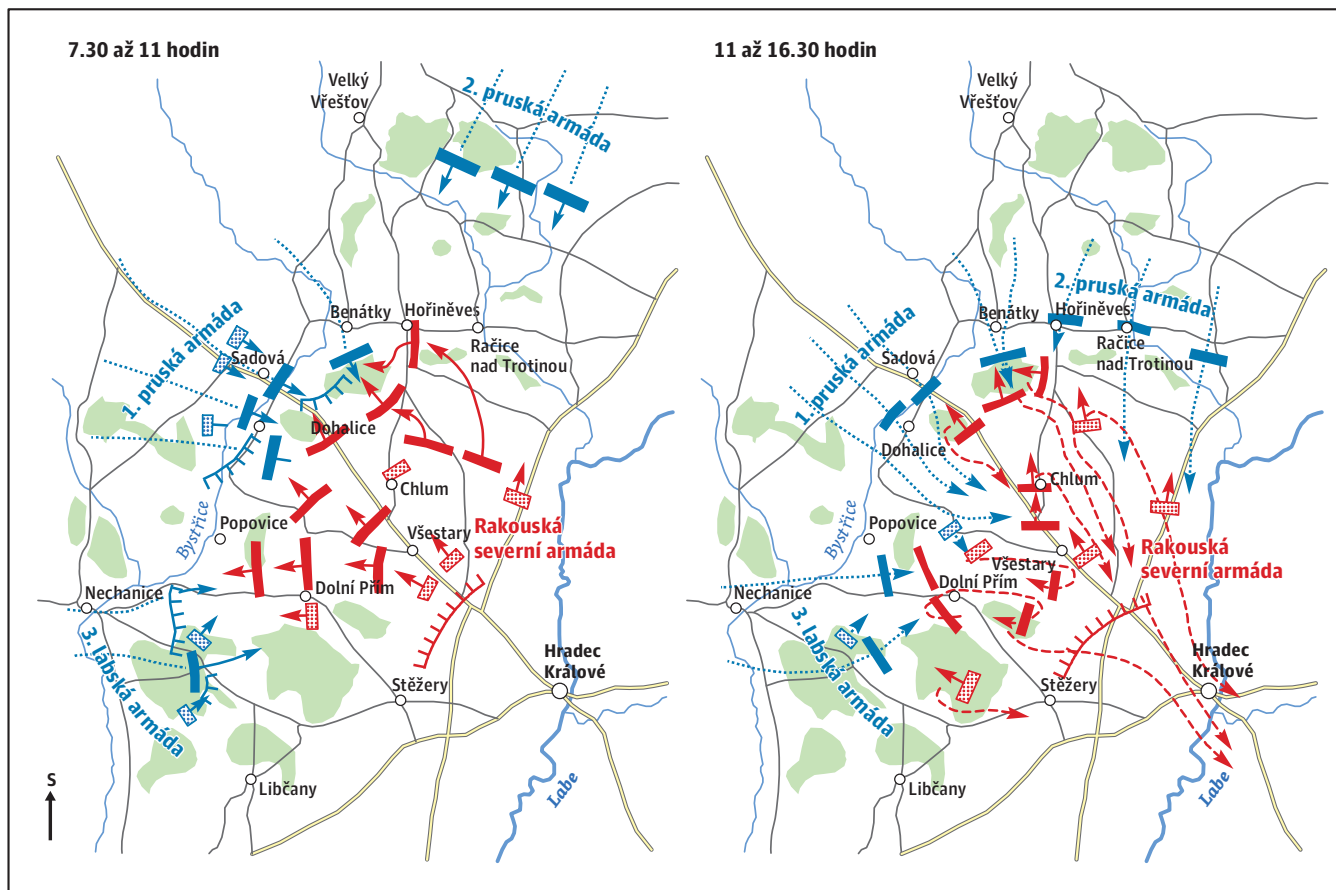 7.30 až 11 hodin
Velký
Vřešťov
2. pruská armáda
Benátky
Hořiněves
1. pruská armáda
Sadová
Račice
nad Trotinou
Dohalice
Chlum
Bystřice
Popovice
Všestary
Rakouská
severní armáda
Nechanice
Dolní Přím
3. labská armáda
Hradec
Králové
Stěžery
S
Libčany
Labe
11 až 16.30 hodin
Velký
Vřešťov
2. pruská armáda
Benátky
Hořiněves
1. pruská armáda
Sadová
Račice
nad Trotinou
Dohalice
Chlum
Bystřice
Popovice
Všestary
Rakouská
severní armáda
Nechanice
Dolní Přím
3. labská armáda
Hradec
Králové
Stěžery
Libčany
Labe